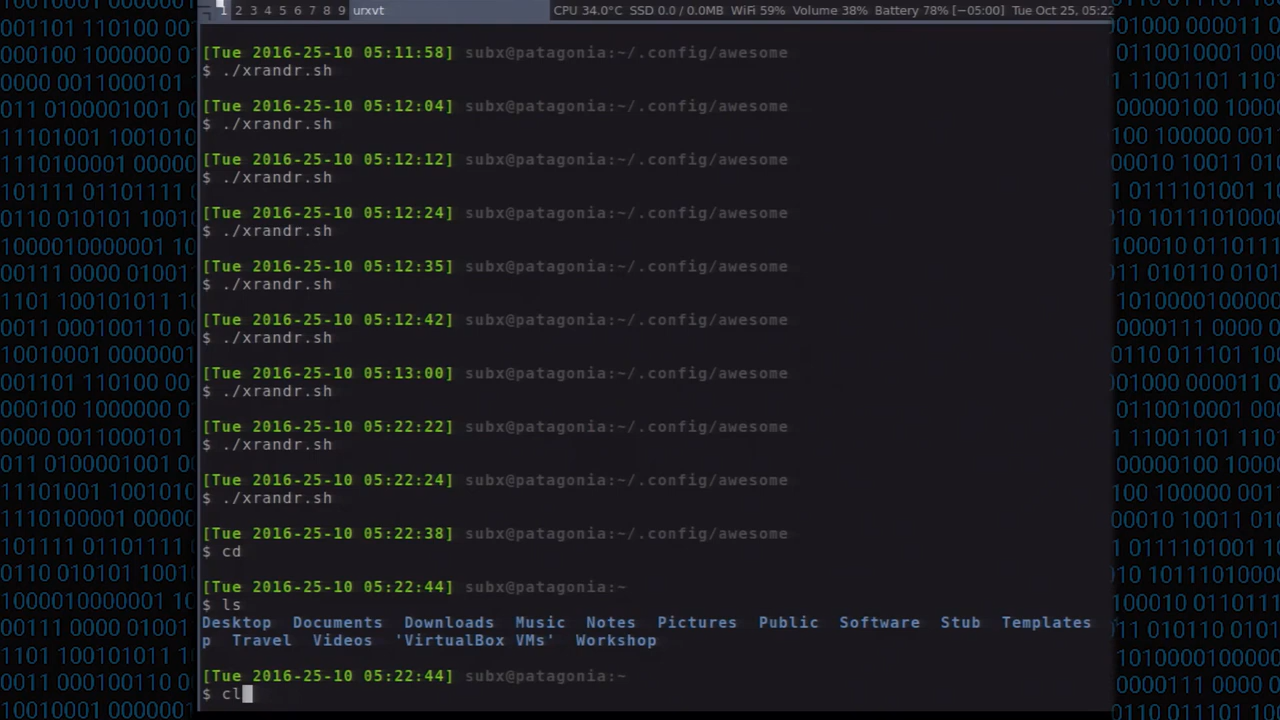 1 2 3 4 5 6 7 8 9 urxvt CPU 34.0°C SSD 0.0 / 0.0MB WiFi 59% Volume 38% Battery 78% [−05:00] Tue Oct 25, 05:22
[Tue 2016-25-10 05:11:58] subx@patagonia:~/.config/awesome
$ ./xrandr.sh
[Tue 2016-25-10 05:12:04] subx@patagonia:~/.config/awesome
$ ./xrandr.sh
[Tue 2016-25-10 05:12:12] subx@patagonia:~/.config/awesome
$ ./xrandr.sh
[Tue 2016-25-10 05:12:24] subx@patagonia:~/.config/awesome
$ ./xrandr.sh
[Tue 2016-25-10 05:12:35] subx@patagonia:~/.config/awesome
$ ./xrandr.sh
[Tue 2016-25-10 05:12:42] subx@patagonia:~/.config/awesome
$ ./xrandr.sh
[Tue 2016-25-10 05:13:00] subx@patagonia:~/.config/awesome
$ ./xrandr.sh
[Tue 2016-25-10 05:22:22] subx@patagonia:~/.config/awesome
$ ./xrandr.sh
[Tue 2016-25-10 05:22:24] subx@patagonia:~/.config/awesome
$ ./xrandr.sh
[Tue 2016-25-10 05:22:38] subx@patagonia:~/.config/awesome
$ cd
[Tue 2016-25-10 05:22:44] subx@patagonia:~
$ ls
Desktop Documents Downloads Music Notes Pictures Public Software Stub Templates
p Travel Videos 'VirtualBox VMs' Workshop
[Tue 2016-25-10 05:22:44] subx@patagonia:~
$ cl